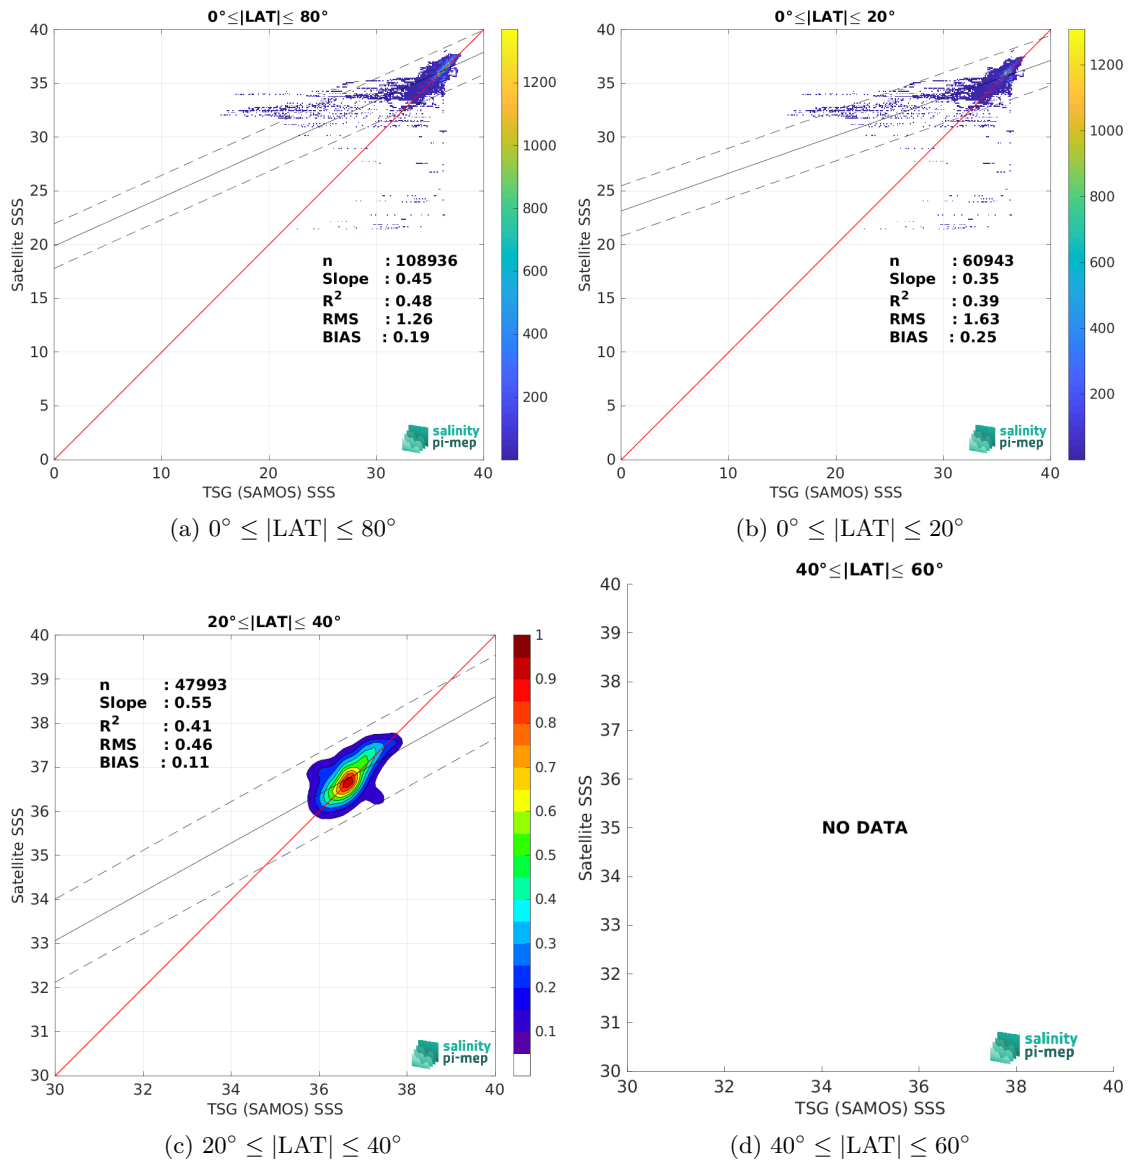 0°≤|LAT|≤ 80°
40
35
30
25
20
15
10
5
0
Satellite SSS
0
10
20
30
40
TSG (SAMOS) SSS
1200
1000
800
600
400
200
n : 108936
Slope : 0.45
R² : 0.48
RMS : 1.26
BIAS : 0.19
salinity
pi-mep
(a) 0° ≤ |LAT| ≤ 80°
0°≤|LAT|≤ 20°
40
35
30
25
20
15
10
5
0
Satellite SSS
0
10
20
30
40
TSG (SAMOS) SSS
1200
1000
800
600
400
200
n : 60943
Slope : 0.35
R² : 0.39
RMS : 1.63
BIAS : 0.25
salinity
pi-mep
(b) 0° ≤ |LAT| ≤ 20°
20°≤|LAT|≤ 40°
40
39
38
37
36
35
34
33
32
31
30
Satellite SSS
30
32
34
36
38
40
TSG (SAMOS) SSS
1
0.9
0.8
0.7
0.6
0.5
0.4
0.3
0.2
0.1
n : 47993
Slope : 0.55
R² : 0.41
RMS : 0.46
BIAS : 0.11
salinity
pi-mep
(c) 20° ≤ |LAT| ≤ 40°
40°≤|LAT|≤ 60°
40
39
38
37
36
35
34
33
32
31
30
Satellite SSS
NO DATA
30
32
34
36
38
40
TSG (SAMOS) SSS
salinity
pi-mep
(d) 40° ≤ |LAT| ≤ 60°